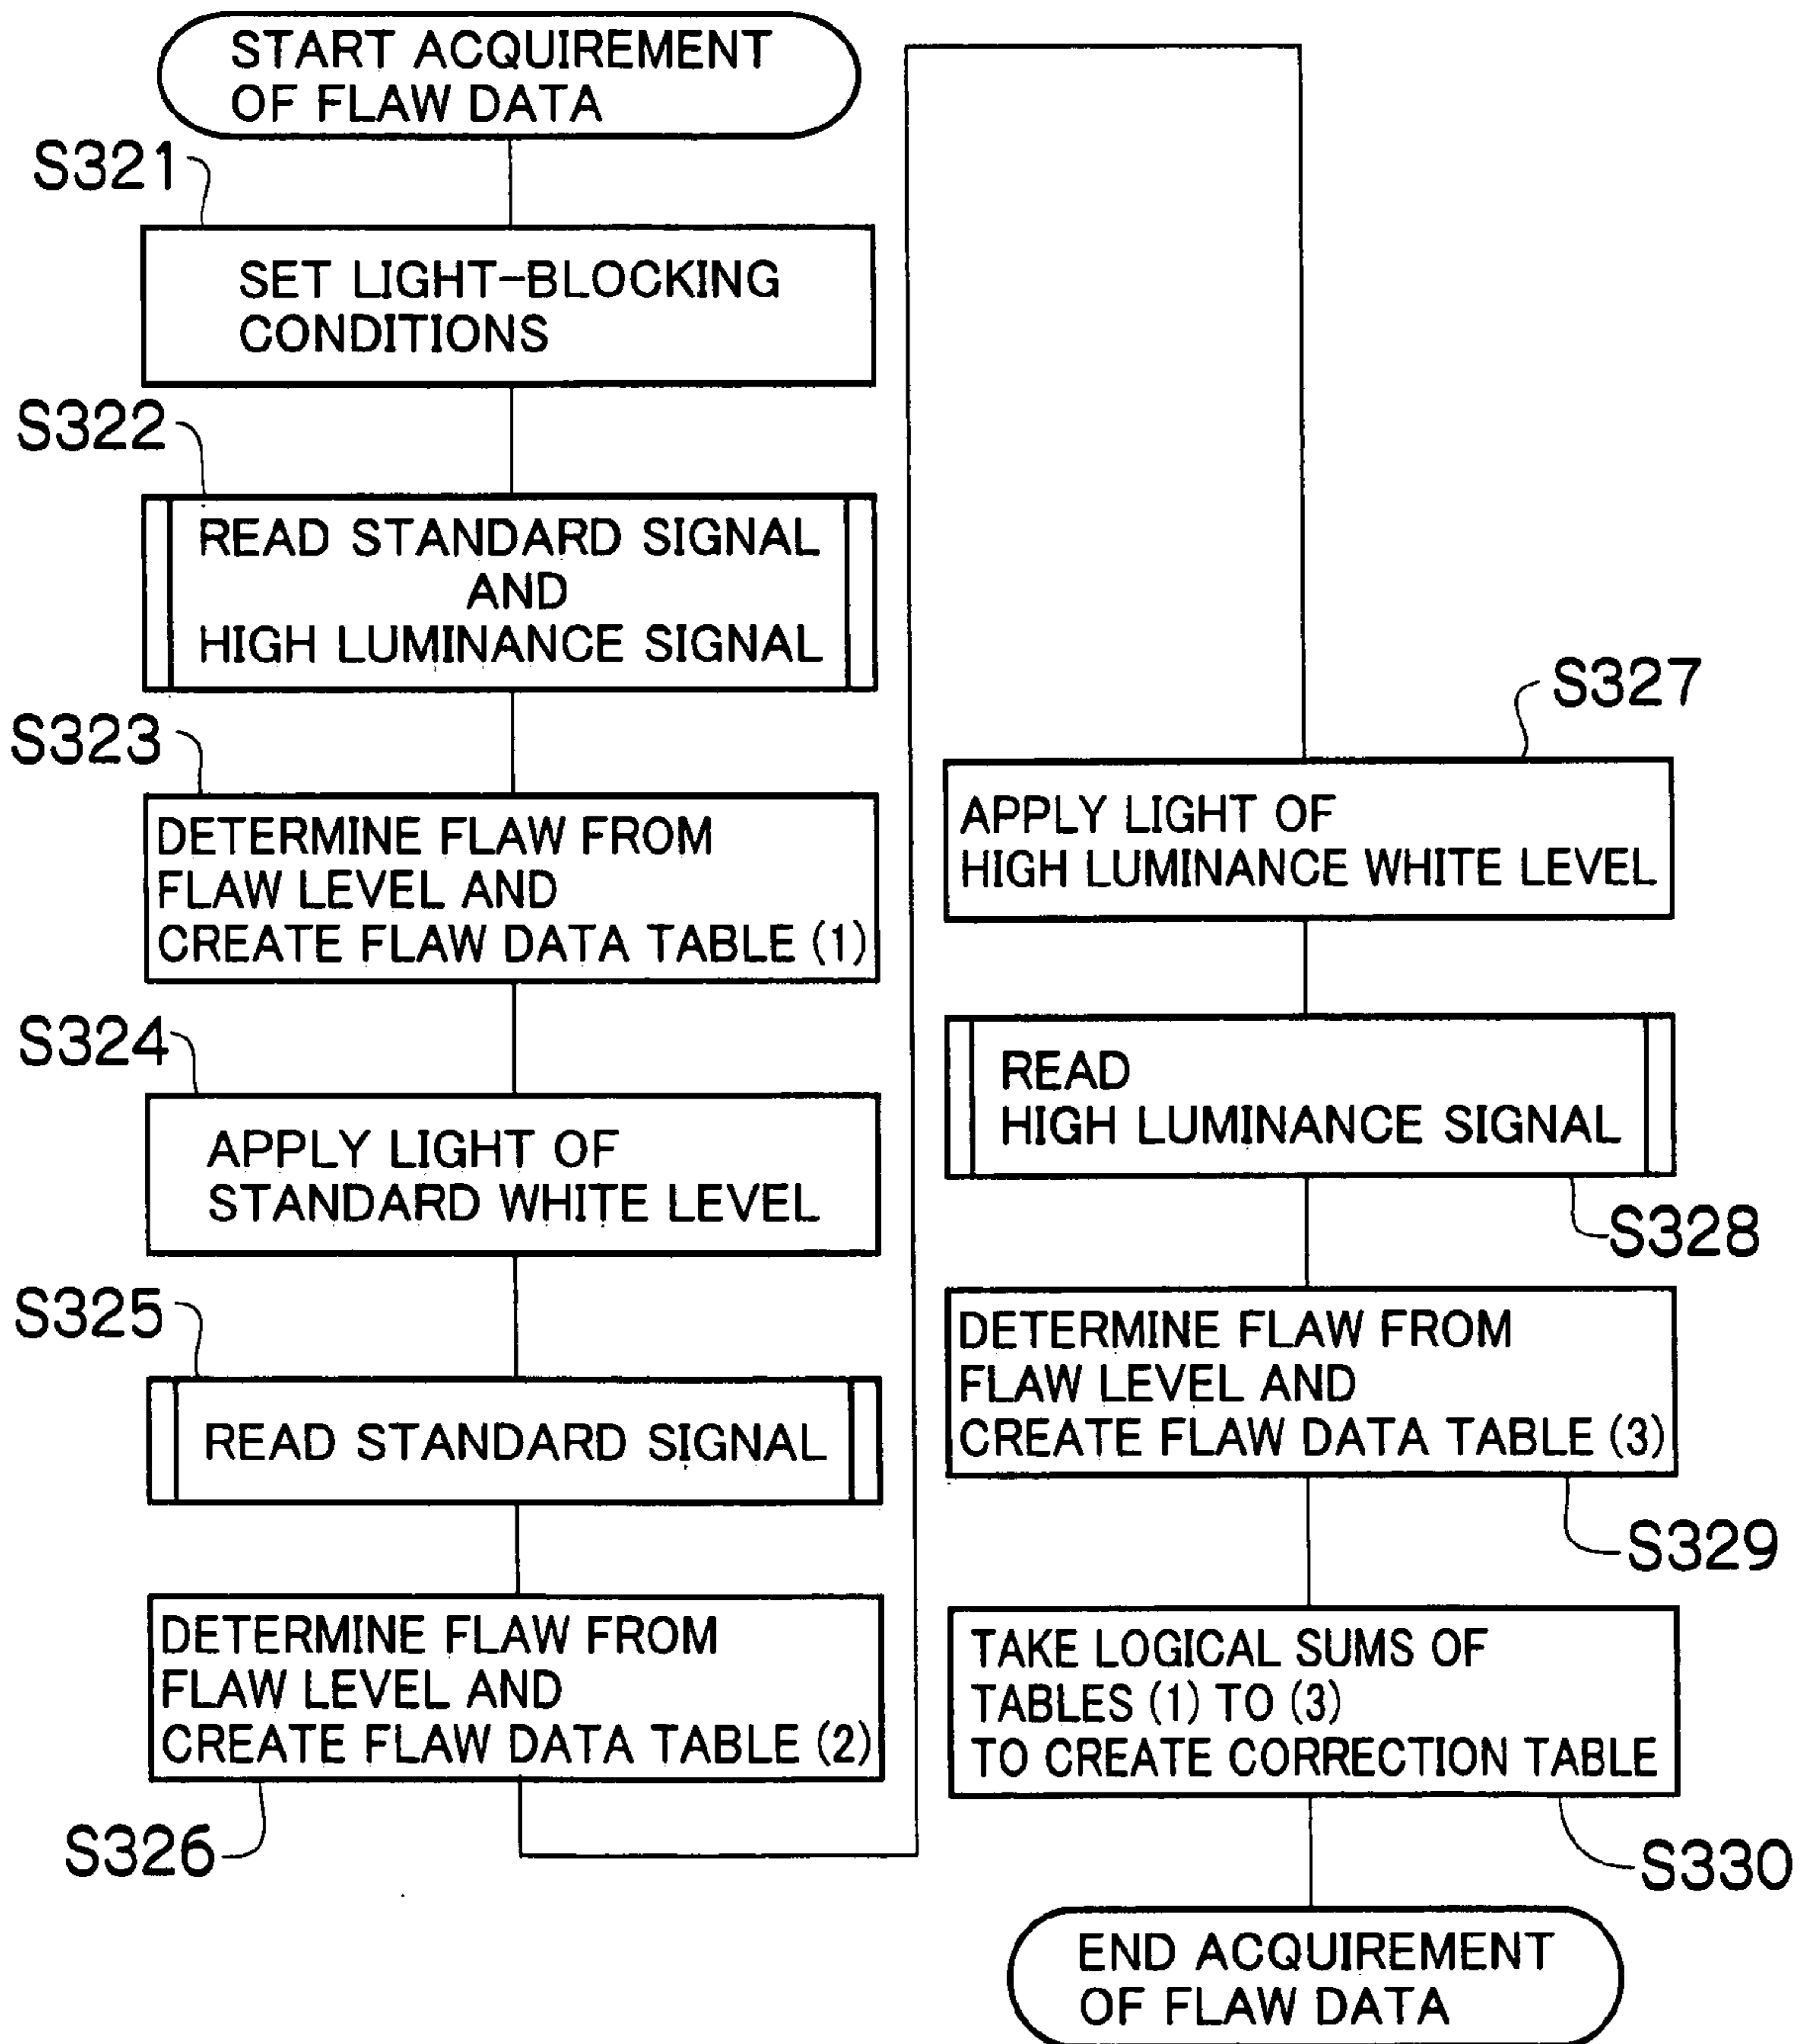 START ACQUIREMENT
OF FLAW DATA
S321
SET LIGHT-BLOCKING
CONDITIONS
S322
READ STANDARD SIGNAL
AND
HIGH LUMINANCE SIGNAL
S323
DETERMINE FLAW FROM
FLAW LEVEL AND
CREATE FLAW DATA TABLE (1)
S324
APPLY LIGHT OF
STANDARD WHITE LEVEL
S325
READ STANDARD SIGNAL
DETERMINE FLAW FROM
FLAW LEVEL AND
CREATE FLAW DATA TABLE (2)
S326
S327
APPLY LIGHT OF
HIGH LUMINANCE WHITE LEVEL
READ
HIGH LUMINANCE SIGNAL
S328
DETERMINE FLAW FROM
FLAW LEVEL AND
CREATE FLAW DATA TABLE (3)
S329
TAKE LOGICAL SUMS OF
TABLES (1) TO (3)
TO CREATE CORRECTION TABLE
S330
END ACQUIREMENT
OF FLAW DATA